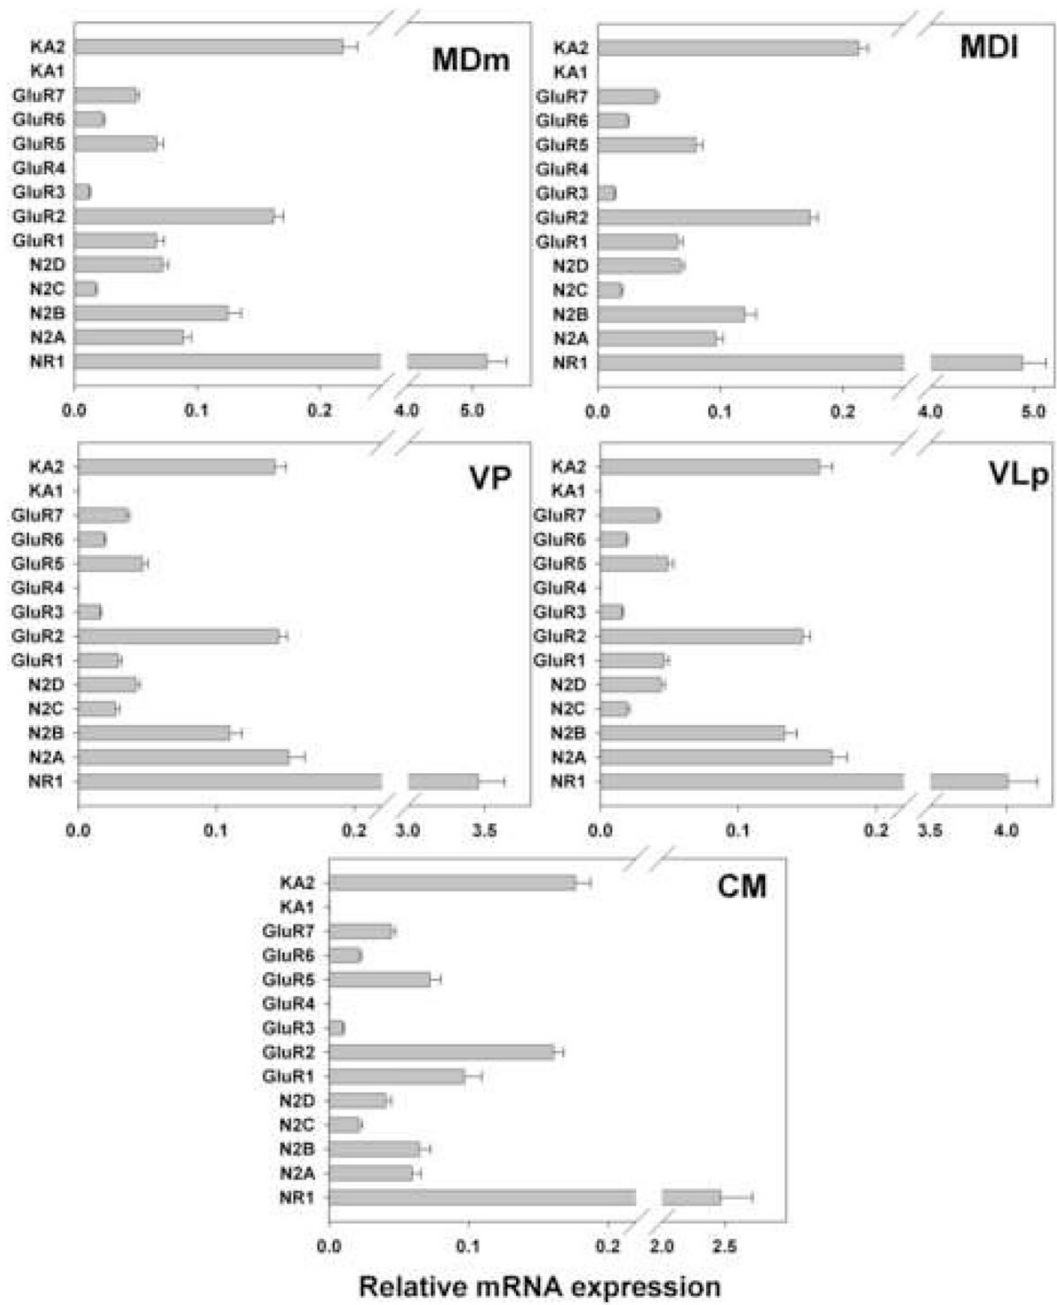 MDm
KA2
KA1
GluR7
GluR6
GluR5
GluR4
GluR3
GluR2
GluR1
N2D
N2C
N2B
N2A
NR1
0.0 0.1 0.2 4.0 5.0
MDl
KA2
KA1
GluR7
GluR6
GluR5
GluR4
GluR3
GluR2
GluR1
N2D
N2C
N2B
N2A
NR1
0.0 0.1 0.2 4.0 5.0
VP
KA2
KA1
GluR7
GluR6
GluR5
GluR4
GluR3
GluR2
GluR1
N2D
N2C
N2B
N2A
NR1
0.0 0.1 0.2 3.0 3.5
VLp
KA2
KA1
GluR7
GluR6
GluR5
GluR4
GluR3
GluR2
GluR1
N2D
N2C
N2B
N2A
NR1
0.0 0.1 0.2 3.5 4.0
CM
KA2
KA1
GluR7
GluR6
GluR5
GluR4
GluR3
GluR2
GluR1
N2D
N2C
N2B
N2A
NR1
0.0 0.1 0.2 2.0 2.5
Relative mRNA expression